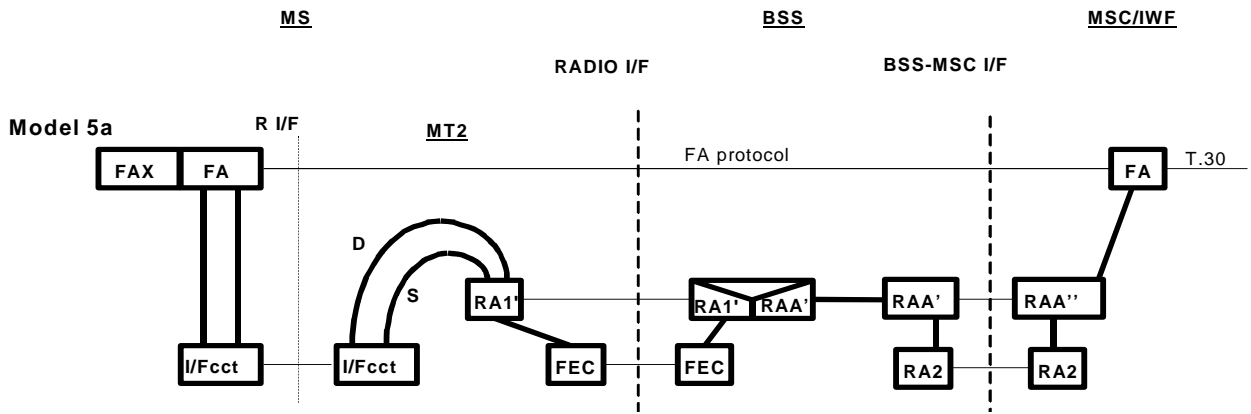 MS BSS MSC/IWF
RADIO I/F BSS-MSC I/F
Model 5a R I/F MT2
FAX FA FA protocol FA T.30
D
S
RA1' RA1' RAA' RAA' RAA''
I/Fcct I/Fcct FEC FEC RA2 RA2